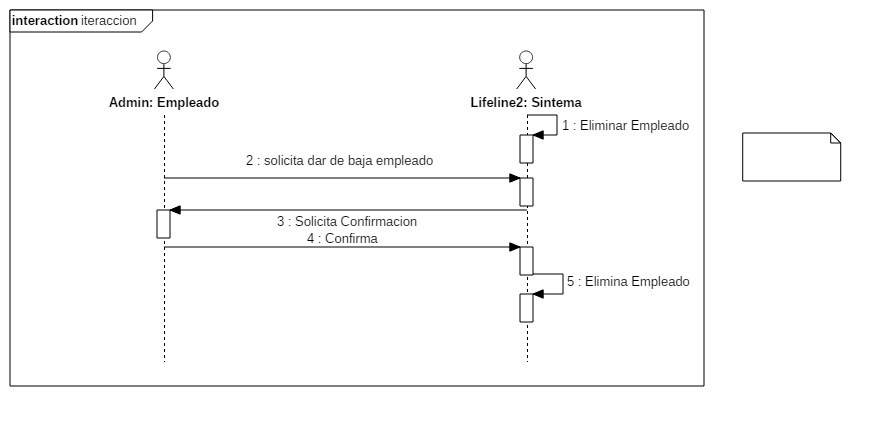 interaction iteraccion
Admin: Empleado
Lifeline2: Sintema
1 : Eliminar Empleado
2 : solicita dar de baja empleado
3 : Solicita Confirmacion
4 : Confirma
5 : Elimina Empleado